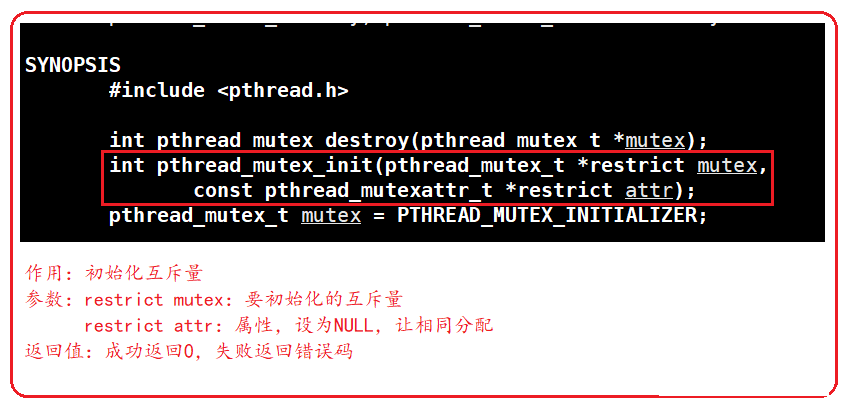 SYNOPSIS
#include <pthread.h>
int pthread_mutex_destroy(pthread_mutex_t *mutex);
int pthread_mutex_init(pthread_mutex_t *restrict mutex,
const pthread_mutexattr_t *restrict attr);
pthread_mutex_t mutex = PTHREAD_MUTEX_INITIALIZER;
作用：初始化互斥量
参数：restrict mutex：要初始化的互斥量
restrict attr：属性，设为NULL，让相同分配
返回值：成功返回0，失败返回错误码